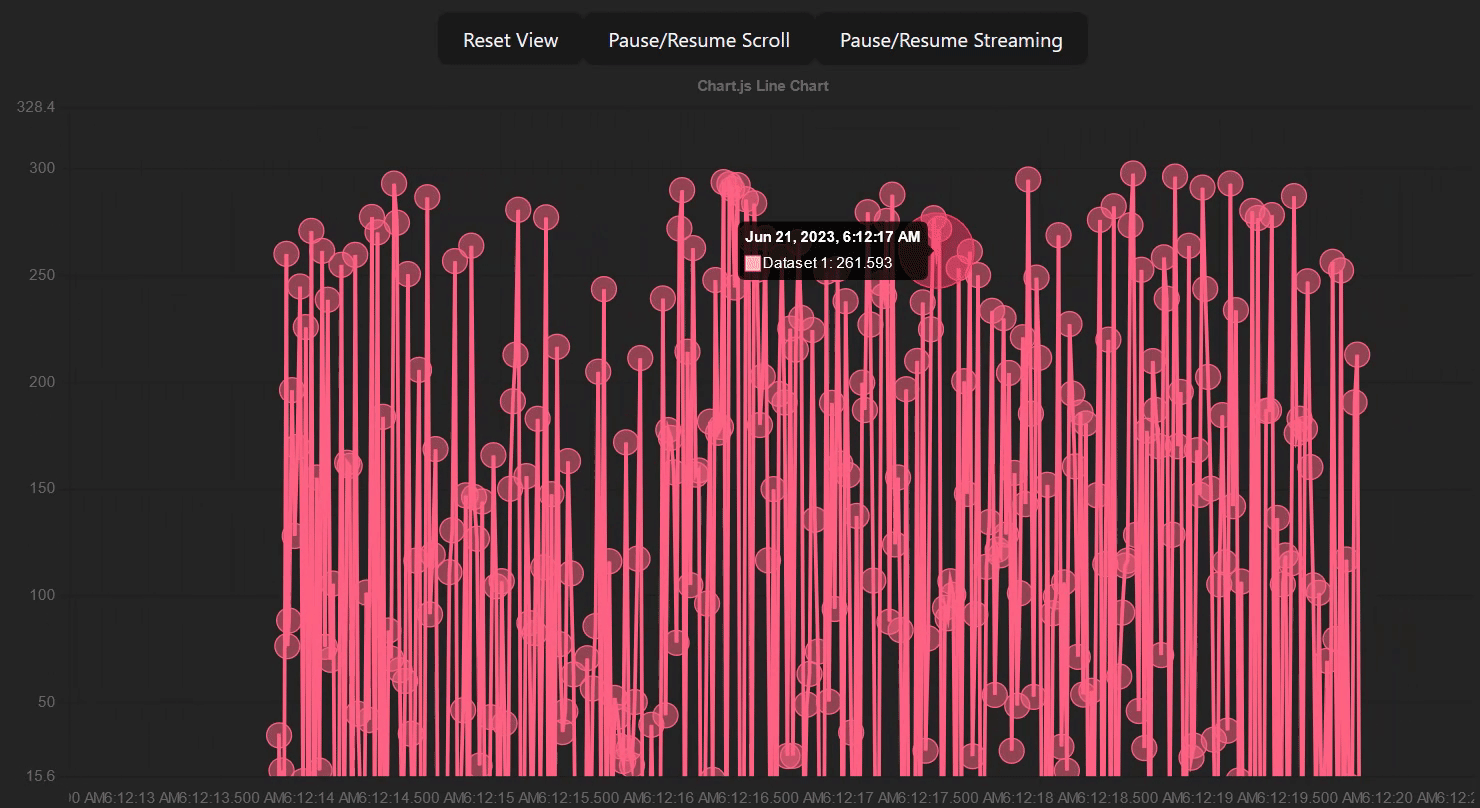 Reset View
Pause/Resume Scroll
Pause/Resume Streaming
Chart.js Line Chart
328.4
300
250
Jun 21, 2023, 6:12:17 AM
Dataset 1: 261.593
200
150
100
50
15.6
00 AM 6:12:13 AM 6:12:13.500 AM 6:12:14 AM 6:12:14.500 AM 6:12:15 AM 6:12:15.500 AM 6:12:16 AM 6:12:16.500 AM 6:12:17 AM 6:12:17.500 AM 6:12:18 AM 6:12:18.500 AM 6:12:19 AM 6:12:19.500 AM 6:12:20 AM